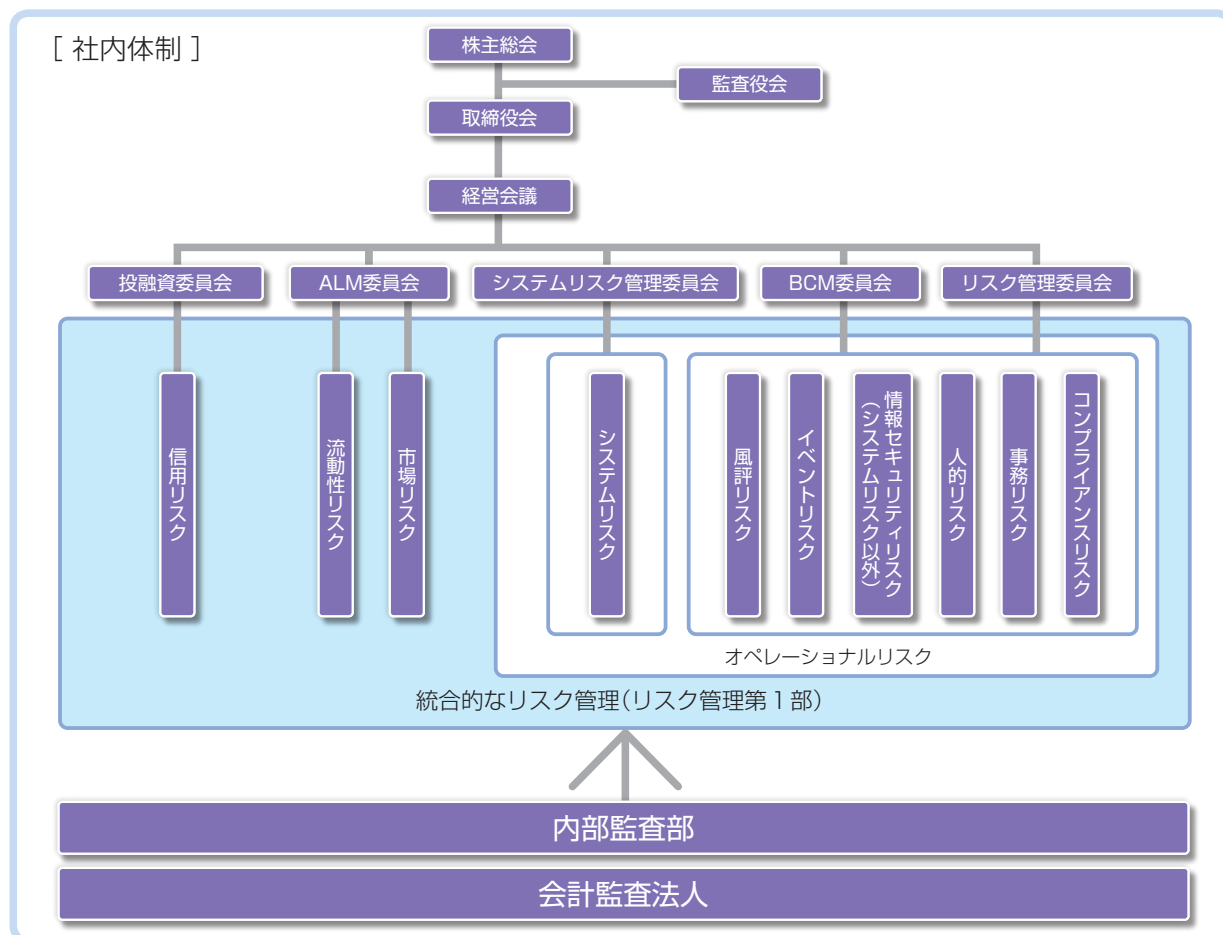 ［ 社内体制 ］
株主総会
監査役会
取締役会
経営会議
投融資委員会
ALM委員会
システムリスク管理委員会
BCM委員会
リスク管理委員会
信用リスク
流動性リスク
市場リスク
システムリスク
風評リスク
イベントリスク
情報セキュリティリスク
（システムリスク以外）
人的リスク
事務リスク
コンプライアンスリスク
オペレーショナルリスク
統合的なリスク管理（リスク管理第１部）
内部監査部
会計監査法人